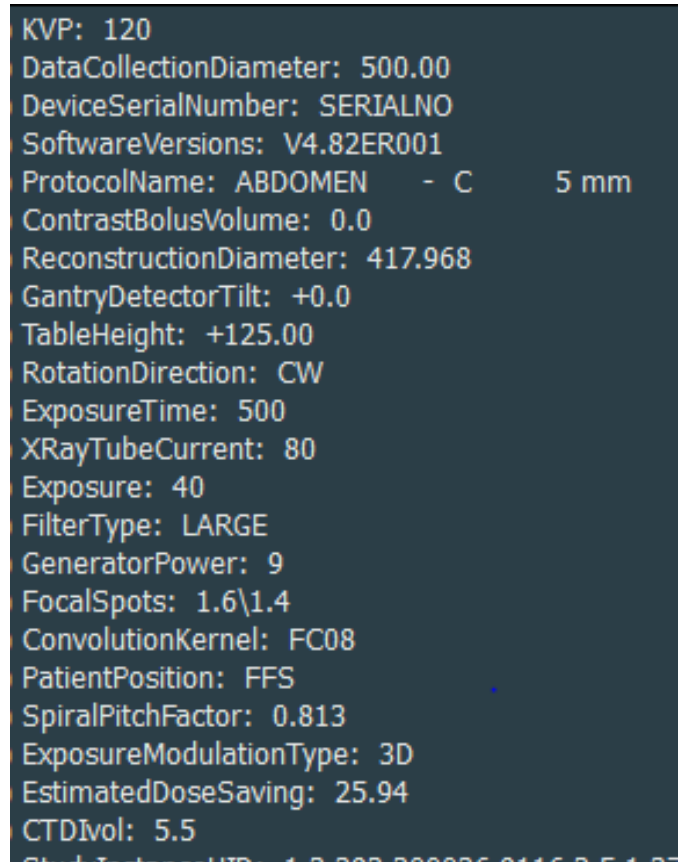 KVP: 120
DataCollectionDiameter: 500.00
DeviceSerialNumber: SERIALNO
SoftwareVersions: V4.82ER001
ProtocolName: ABDOMEN - C 5 mm
ContrastBolusVolume: 0.0
ReconstructionDiameter: 417.968
GantryDetectorTilt: +0.0
TableHeight: +125.00
RotationDirection: CW
ExposureTime: 500
XRayTubeCurrent: 80
Exposure: 40
FilterType: LARGE
GeneratorPower: 9
FocalSpots: 1.6\1.4
ConvolutionKernel: FC08
PatientPosition: FFS
SpiralPitchFactor: 0.813
ExposureModulationType: 3D
EstimatedDoseSaving: 25.94
CTDIvol: 5.5